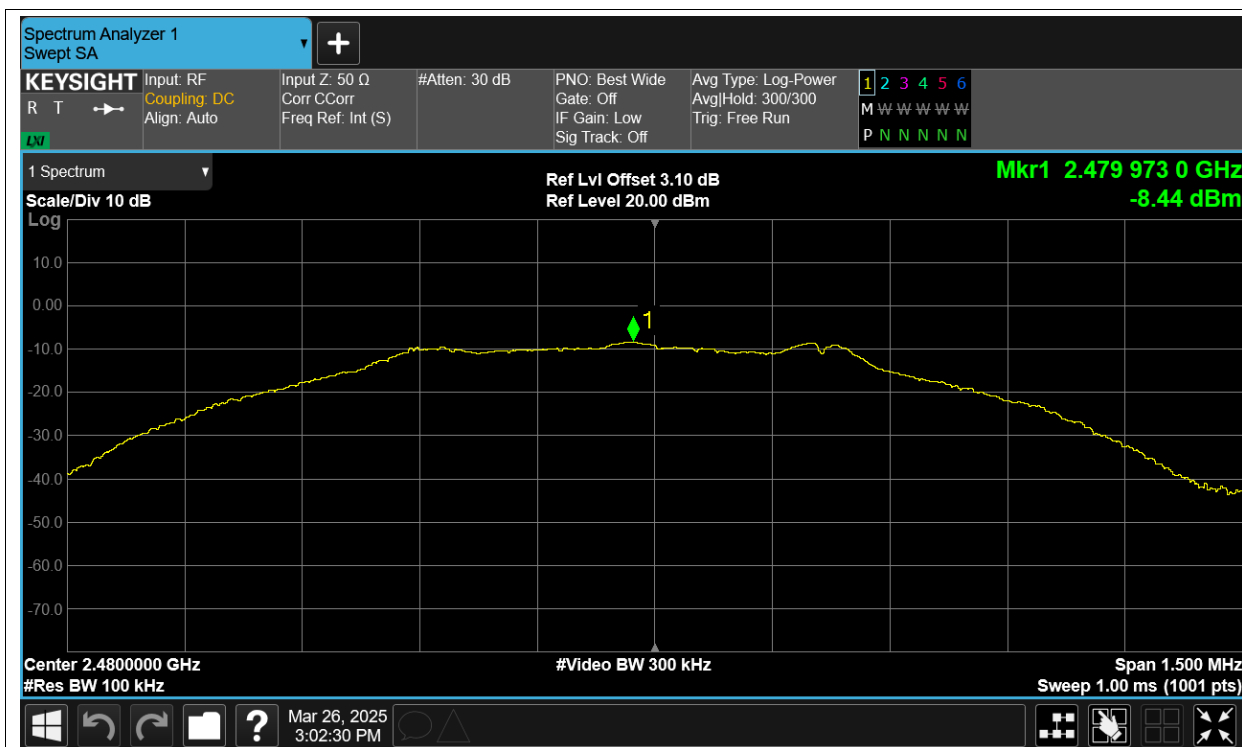 Spectrum Analyzer 1
Swept SA
KEYSIGHT Input: RF Input Z: 50 Ω #Atten: 30 dB PNO: Best Wide Avg Type: Log-Power 1 2 3 4 5 6
R T Coupling: DC Corr CCorr Gate: Off Avg|Hold: 300/300 M W W W W W W
Align: Auto Freq Ref: Int (S) IF Gain: Low Trig: Free Run
LXI Sig Track: Off P N N N N N
1 Spectrum
Ref Lvl Offset 3.10 dB
Mkr1 2.479 973 0 GHz
Scale/Div 10 dB Ref Level 20.00 dBm -8.44 dBm
Log
10.0
0.00
1
-10.0
-20.0
-30.0
-40.0
-50.0
-60.0
-70.0
Center 2.4800000 GHz #Video BW 300 kHz Span 1.500 MHz
#Res BW 100 kHz Sweep 1.00 ms (1001 pts)
?
Mar 26, 2025
3:02:30 PM